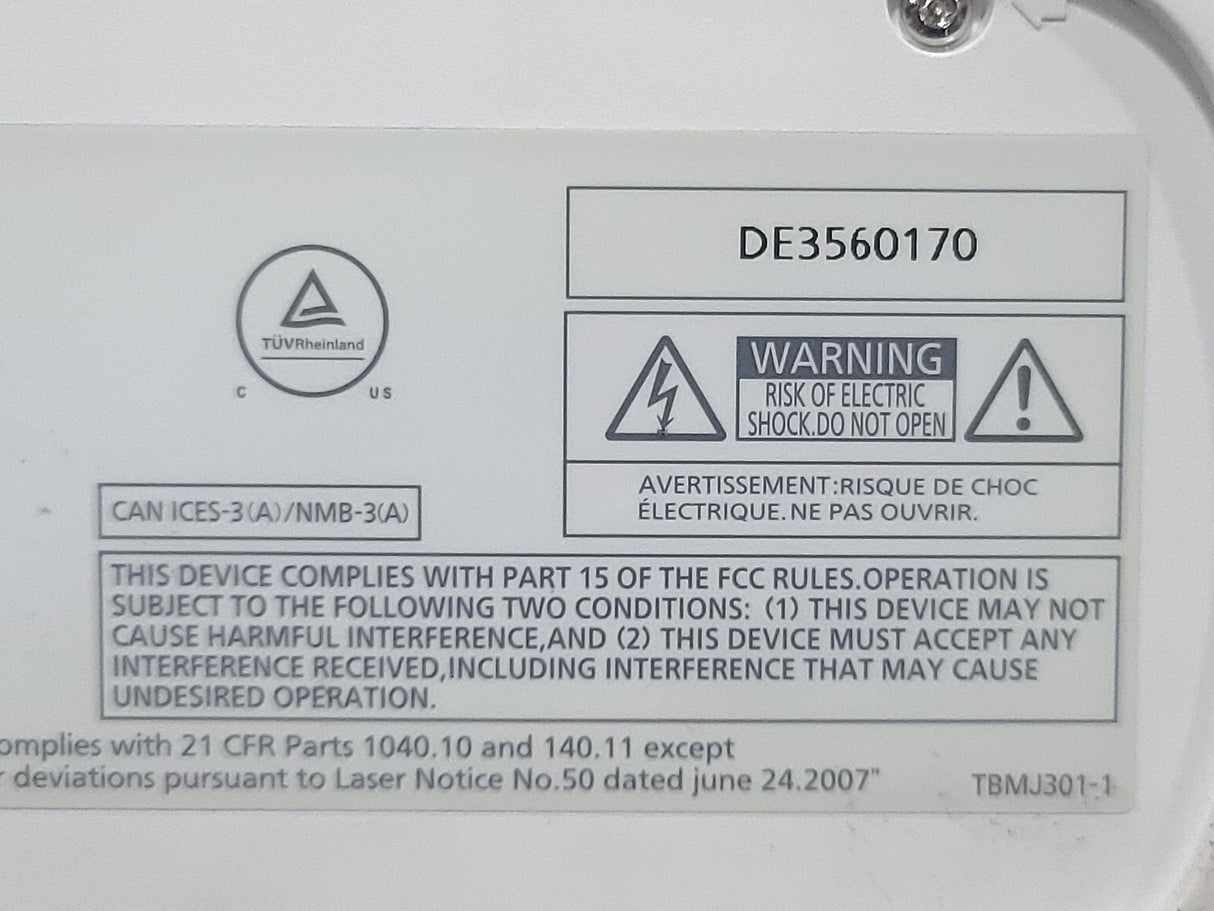 DE3560170
TÜVRheinland
C US
WARNING
RISK OF ELECTRIC
SHOCK.DO NOT OPEN
AVERTISSEMENT:RISQUE DE CHOC
ÉLECTRIQUE.NE PAS OUVRIR.
CAN ICES-3(A)/NMB-3(A)
THIS DEVICE COMPLIES WITH PART 15 OF THE FCC RULES.OPERATION IS
SUBJECT TO THE FOLLOWING TWO CONDITIONS: (1) THIS DEVICE MAY NOT
CAUSE HARMFUL INTERFERENCE,AND (2) THIS DEVICE MUST ACCEPT ANY
INTERFERENCE RECEIVED,INCLUDING INTERFERENCE THAT MAY CAUSE
UNDESIRED OPERATION.
omplies with 21 CFR Parts 1040.10 and 140.11 except
r deviations pursuant to Laser Notice No.50 dated june 24.2007"
TBMJ301-1